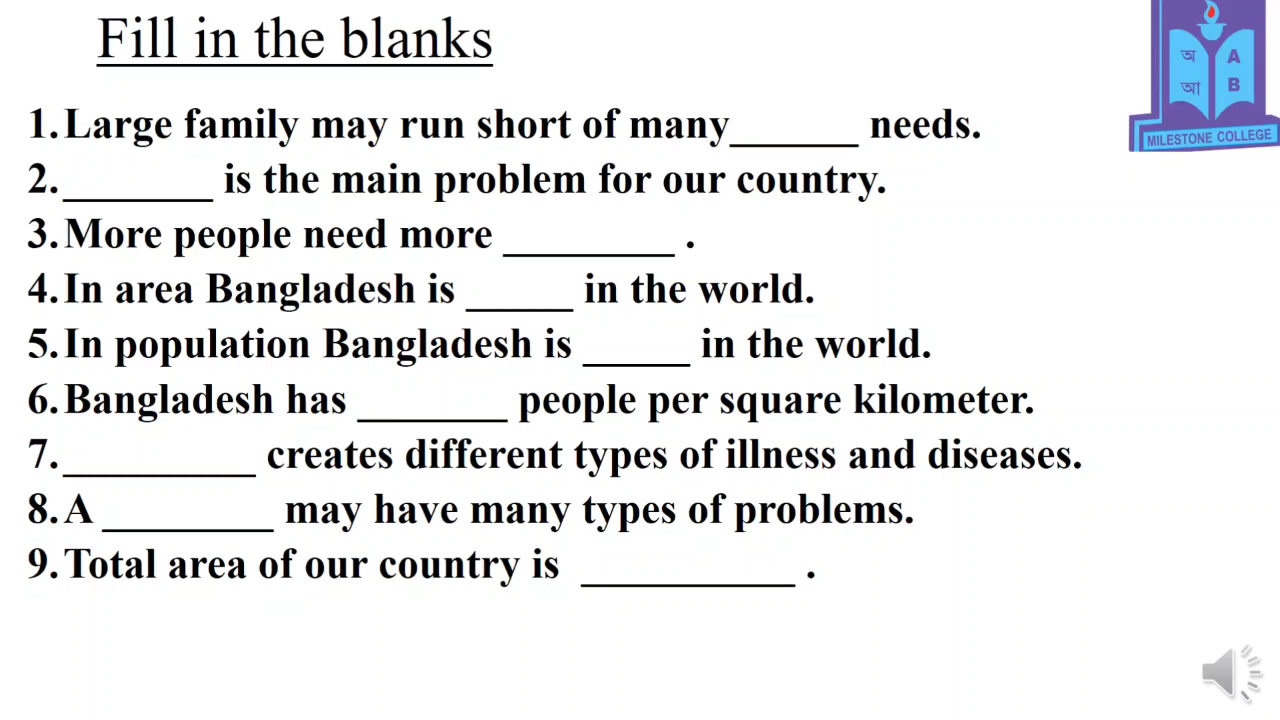 Fill in the blanks
অ A
আ B
MILESTONE COLLEGE
1. Large family may run short of many______ needs.
2. _______ is the main problem for our country.
3. More people need more ________ .
4. In area Bangladesh is _____ in the world.
5. In population Bangladesh is _____ in the world.
6. Bangladesh has _______ people per square kilometer.
7. _________ creates different types of illness and diseases.
8. A ________ may have many types of problems.
9. Total area of our country is __________ .